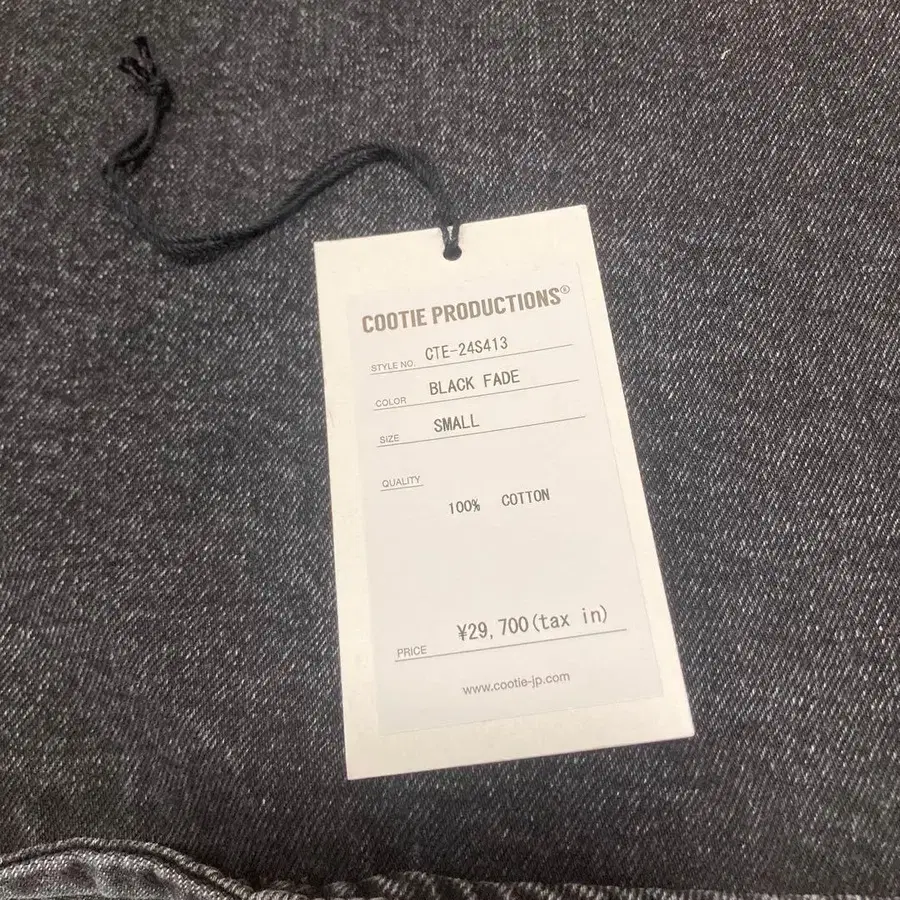 COOTIE PRODUCTIONS®
STYLE NO. CTE-24S413
COLOR BLACK FADE
SIZE SMALL
QUALITY
100% COTTON
PRICE ¥29,700(tax in)
www.cootie-jp.com